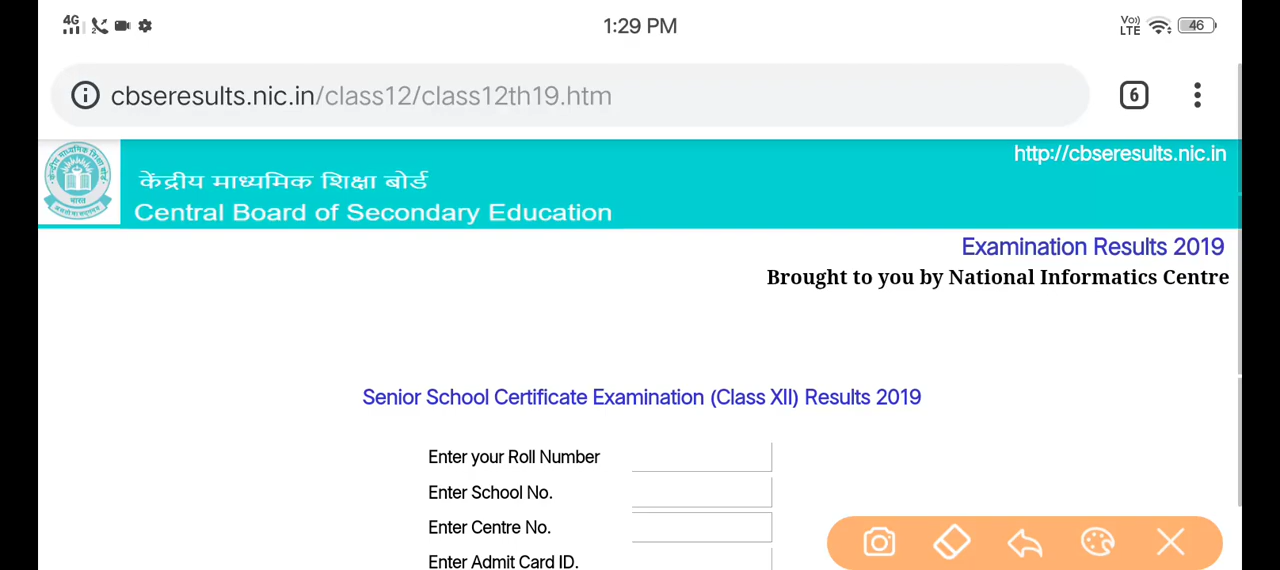 4G 1:29 PM Vo)) LTE 46
cbseresults.nic.in/class12/class12th19.htm 6
http://cbseresults.nic.in
केंद्रीय माध्यमिक शिक्षा बोर्ड
Central Board of Secondary Education
भारत
Examination Results 2019
Brought to you by National Informatics Centre
Senior School Certificate Examination (Class XII) Results 2019
Enter your Roll Number
Enter School No.
Enter Centre No.
Enter Admit Card ID.